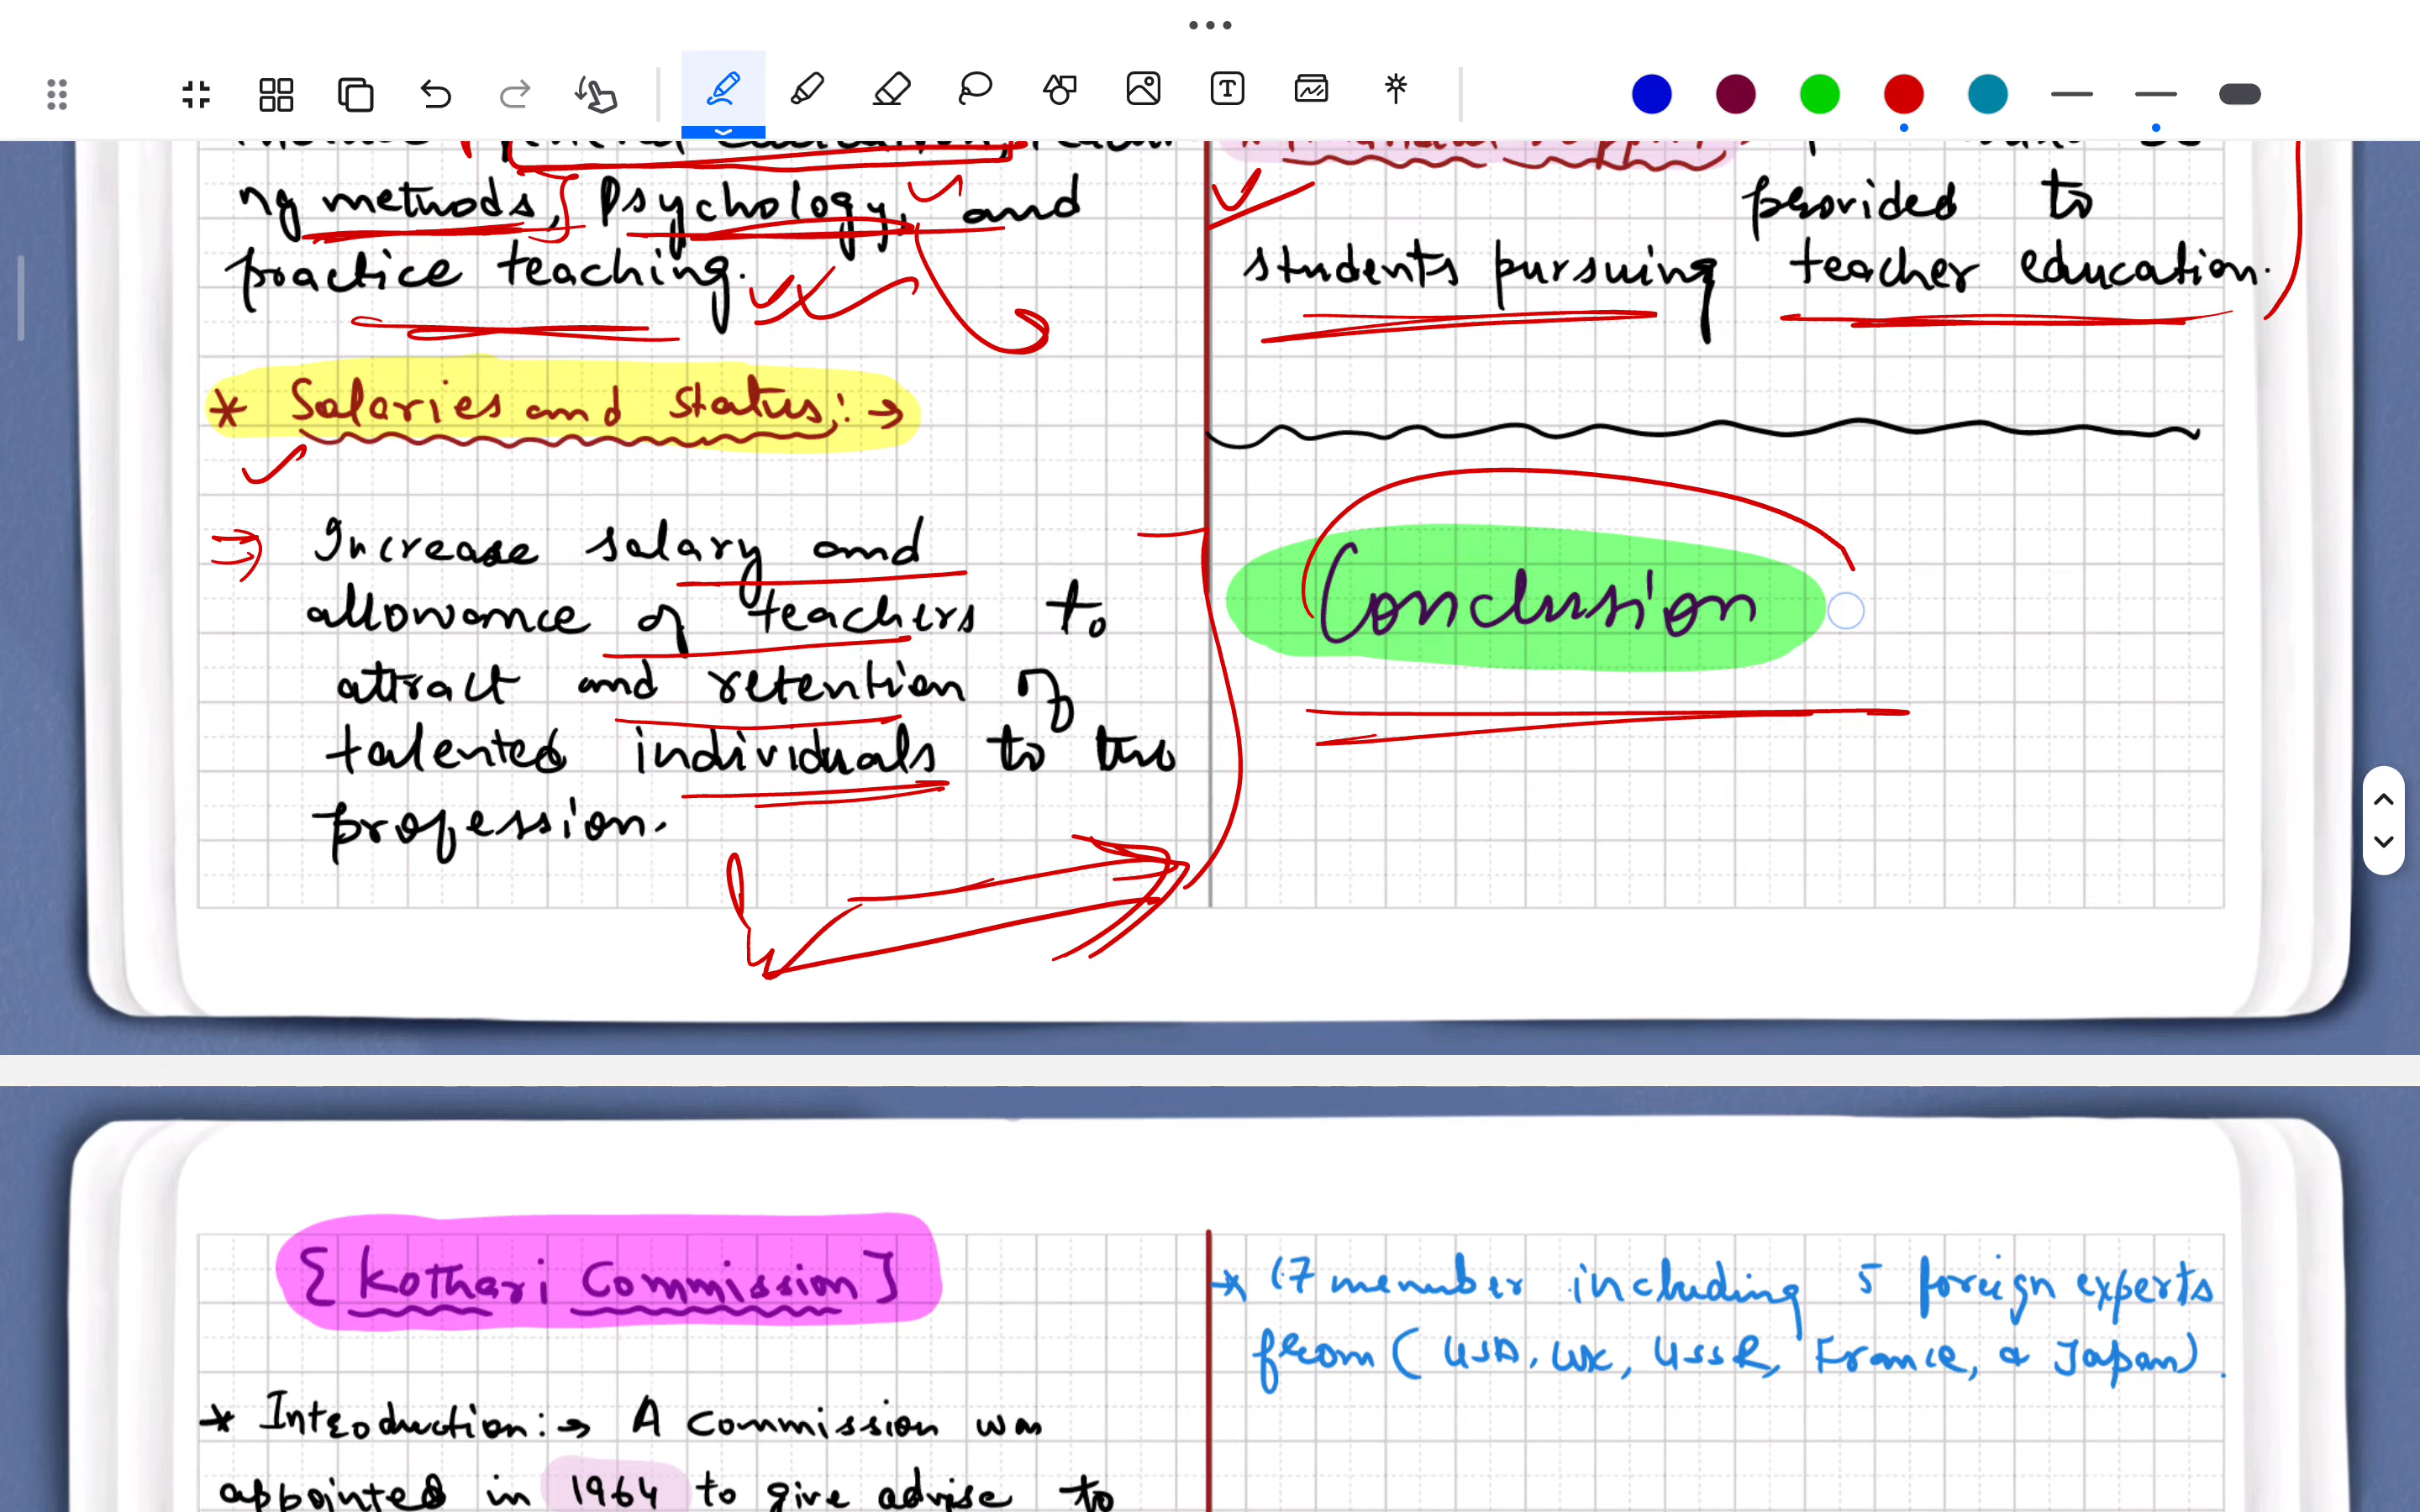 ng methods, Psychology, and
practice teaching.
* Salaries and status: →
⇒ Increase salary and
allowance of teachers to
attract and retention of
talented individuals to the
profession.
provided to
students pursuing teacher education.
Conclusion
{Kothari Commission}
* Introduction: → A Commission was
appointed in 1964 to give advise to
* 17 member including 5 foreign experts
from (USA, UK, USSR, France, & Japan).